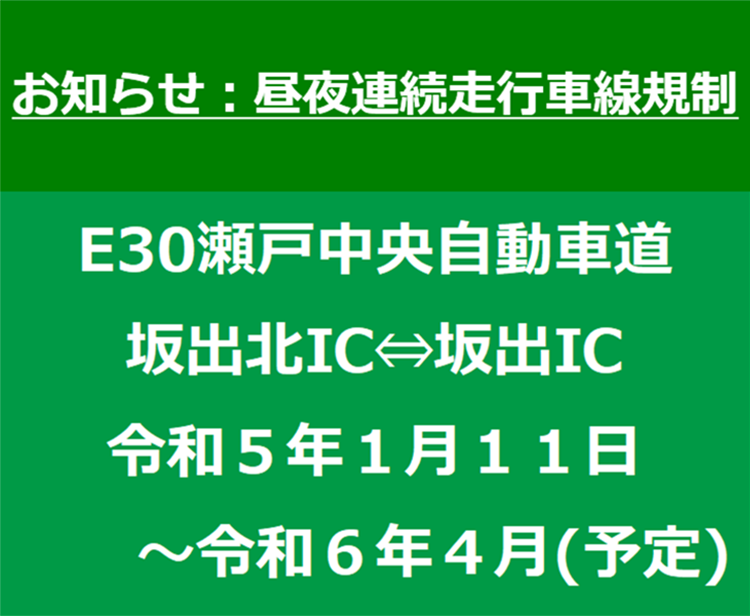 お知らせ：昼夜連続走行車線規制
E30瀬戸中央自動車道
坂出北IC⇔坂出IC
令和５年１月１１日
～令和６年４月(予定)